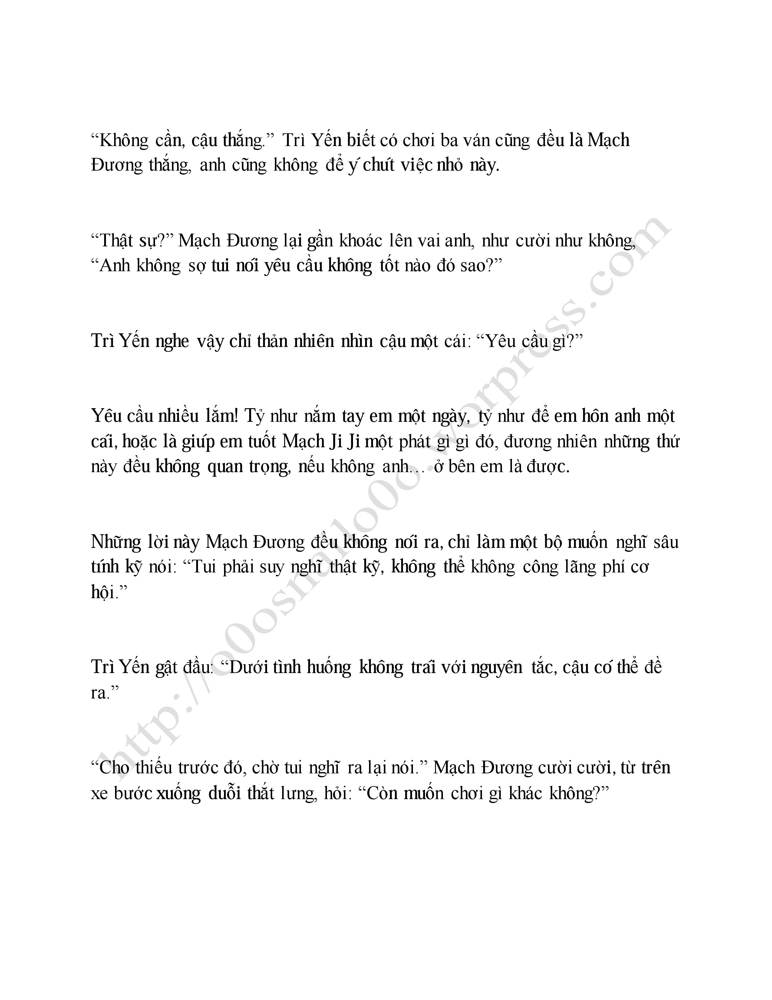 “Không cần, cậu thắng.” Trì Yến biết có chơi ba ván cũng đều là Mạch
Đương thắng, anh cũng không để ý chút việc nhỏ này.
“Thật sự?” Mạch Đương lại gần khoác lên vai anh, như cười như không,
“Anh không sợ tui nói yêu cầu không tốt nào đó sao?”
Trì Yến nghe vậy chỉ thản nhiên nhìn cậu một cái: “Yêu cầu gì?”
Yêu cầu nhiều lắm! Tỷ như nắm tay em một ngày, tỷ như để em hôn anh một
cái, hoặc là giúp em tuốt Mạch Ji Ji một phát gì gì đó, đương nhiên những thứ
này đều không quan trọng, nếu không anh… ở bên em là được.
Những lời này Mạch Đương đều không nói ra, chỉ làm một bộ muốn nghĩ sâu
tính kỹ nói: “Tui phải suy nghĩ thật kỹ, không thể không công lãng phí cơ
hội.”
Trì Yến gật đầu: “Dưới tình huống không trái với nguyên tắc, cậu có thể đề
ra.”
“Cho thiếu trước đó, chờ tui nghĩ ra lại nói.” Mạch Đương cười cười, từ trên
xe bước xuống duỗi thắt lưng, hỏi: “Còn muốn chơi gì khác không?”
http://o0osnailo0o.worpress.com